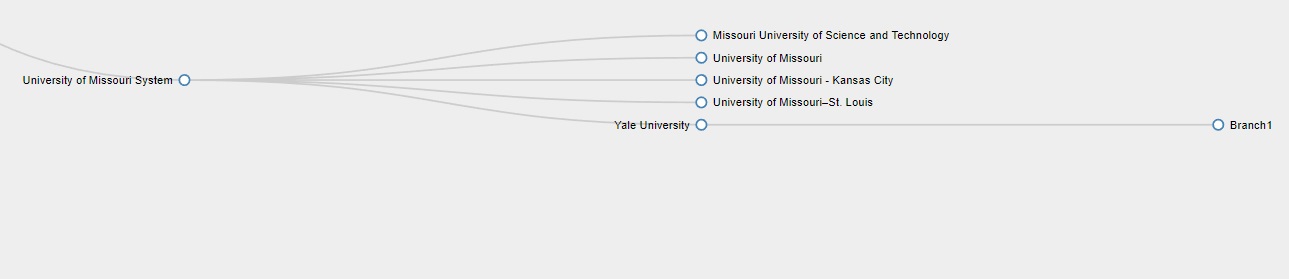 Missouri University of Science and Technology
University of Missouri
University of Missouri System
University of Missouri - Kansas City
University of Missouri–St. Louis
Yale University
Branch1